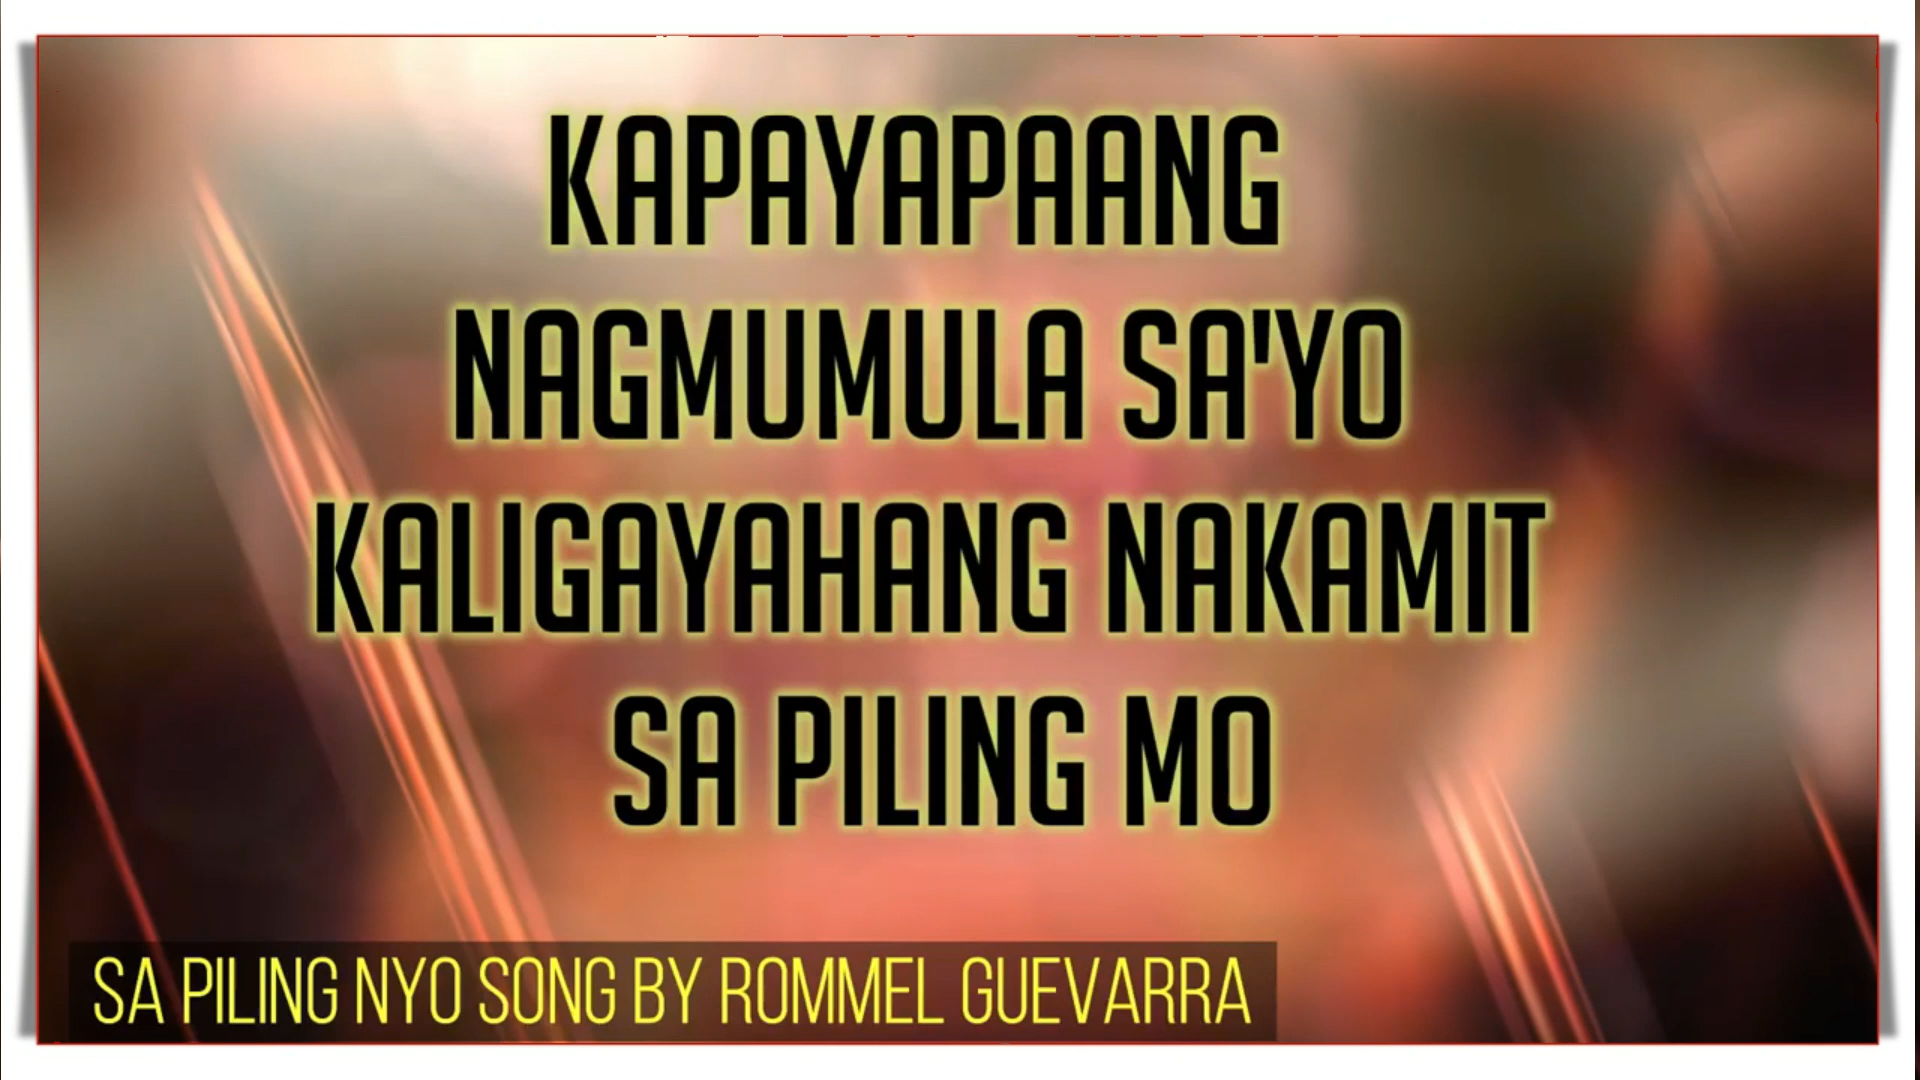 KAPAYAPAANG
NAGMUMULA SA'YO
KALIGAYAHANG NAKAMIT
SA PILING MO
SA PILING NYO SONG BY ROMMEL GUEVARRA